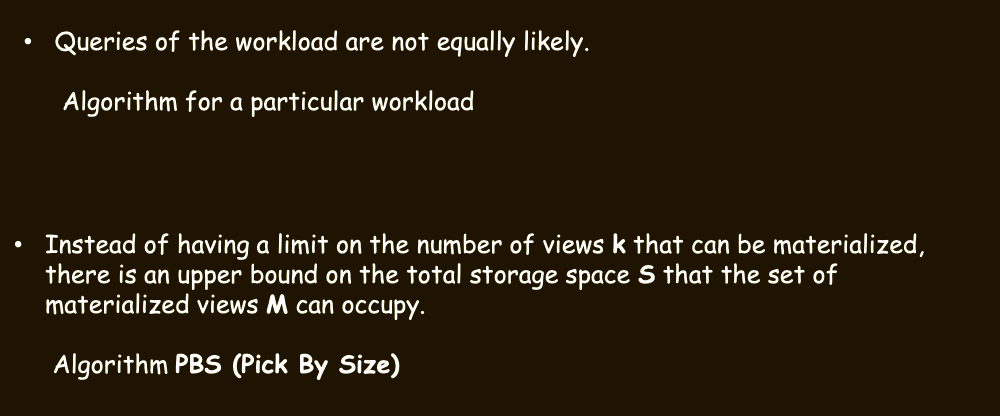 • Queries of the workload are not equally likely.
Algorithm for a particular workload
• Instead of having a limit on the number of views k that can be materialized,
there is an upper bound on the total storage space S that the set of
materialized views M can occupy.
Algorithm PBS (Pick By Size)